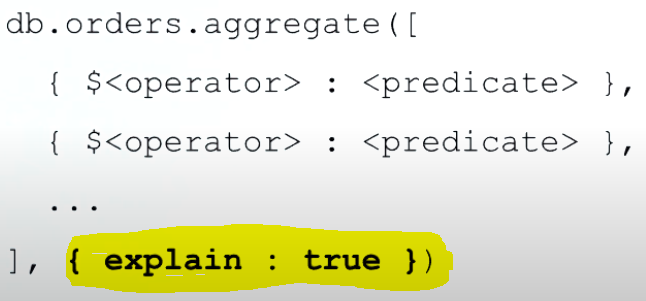 db.orders.aggregate([
{ $<operator> : <predicate> },
{ $<operator> : <predicate> },
...
], { explain : true })